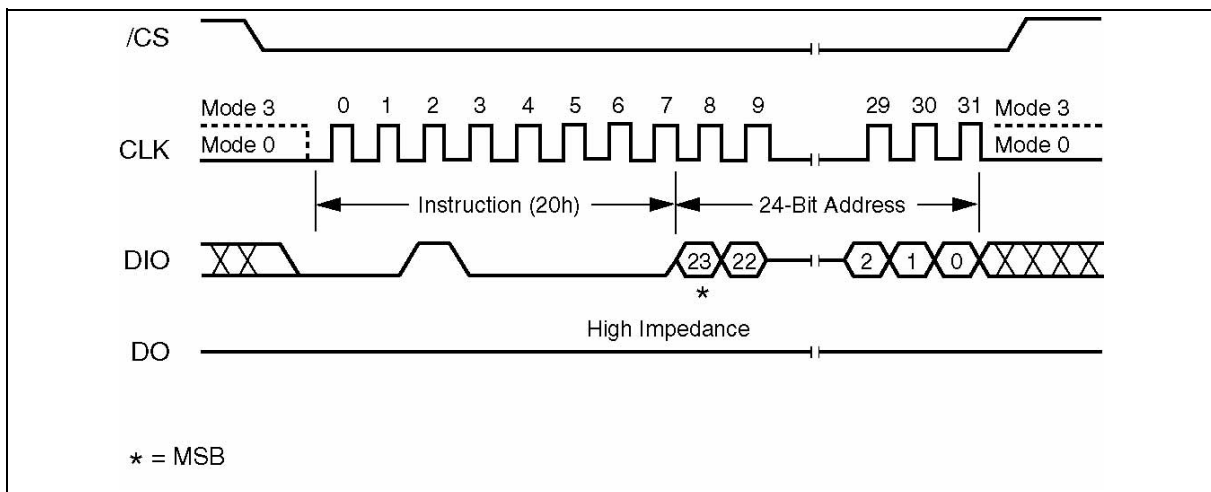 /CS
Mode 3 0 1 2 3 4 5 6 7 8 9 29 30 31 Mode 3
CLK Mode 0 Mode 0
Instruction (20h) 24-Bit Address
DIO 23 22 2 1 0
*
High Impedance
DO
* = MSB